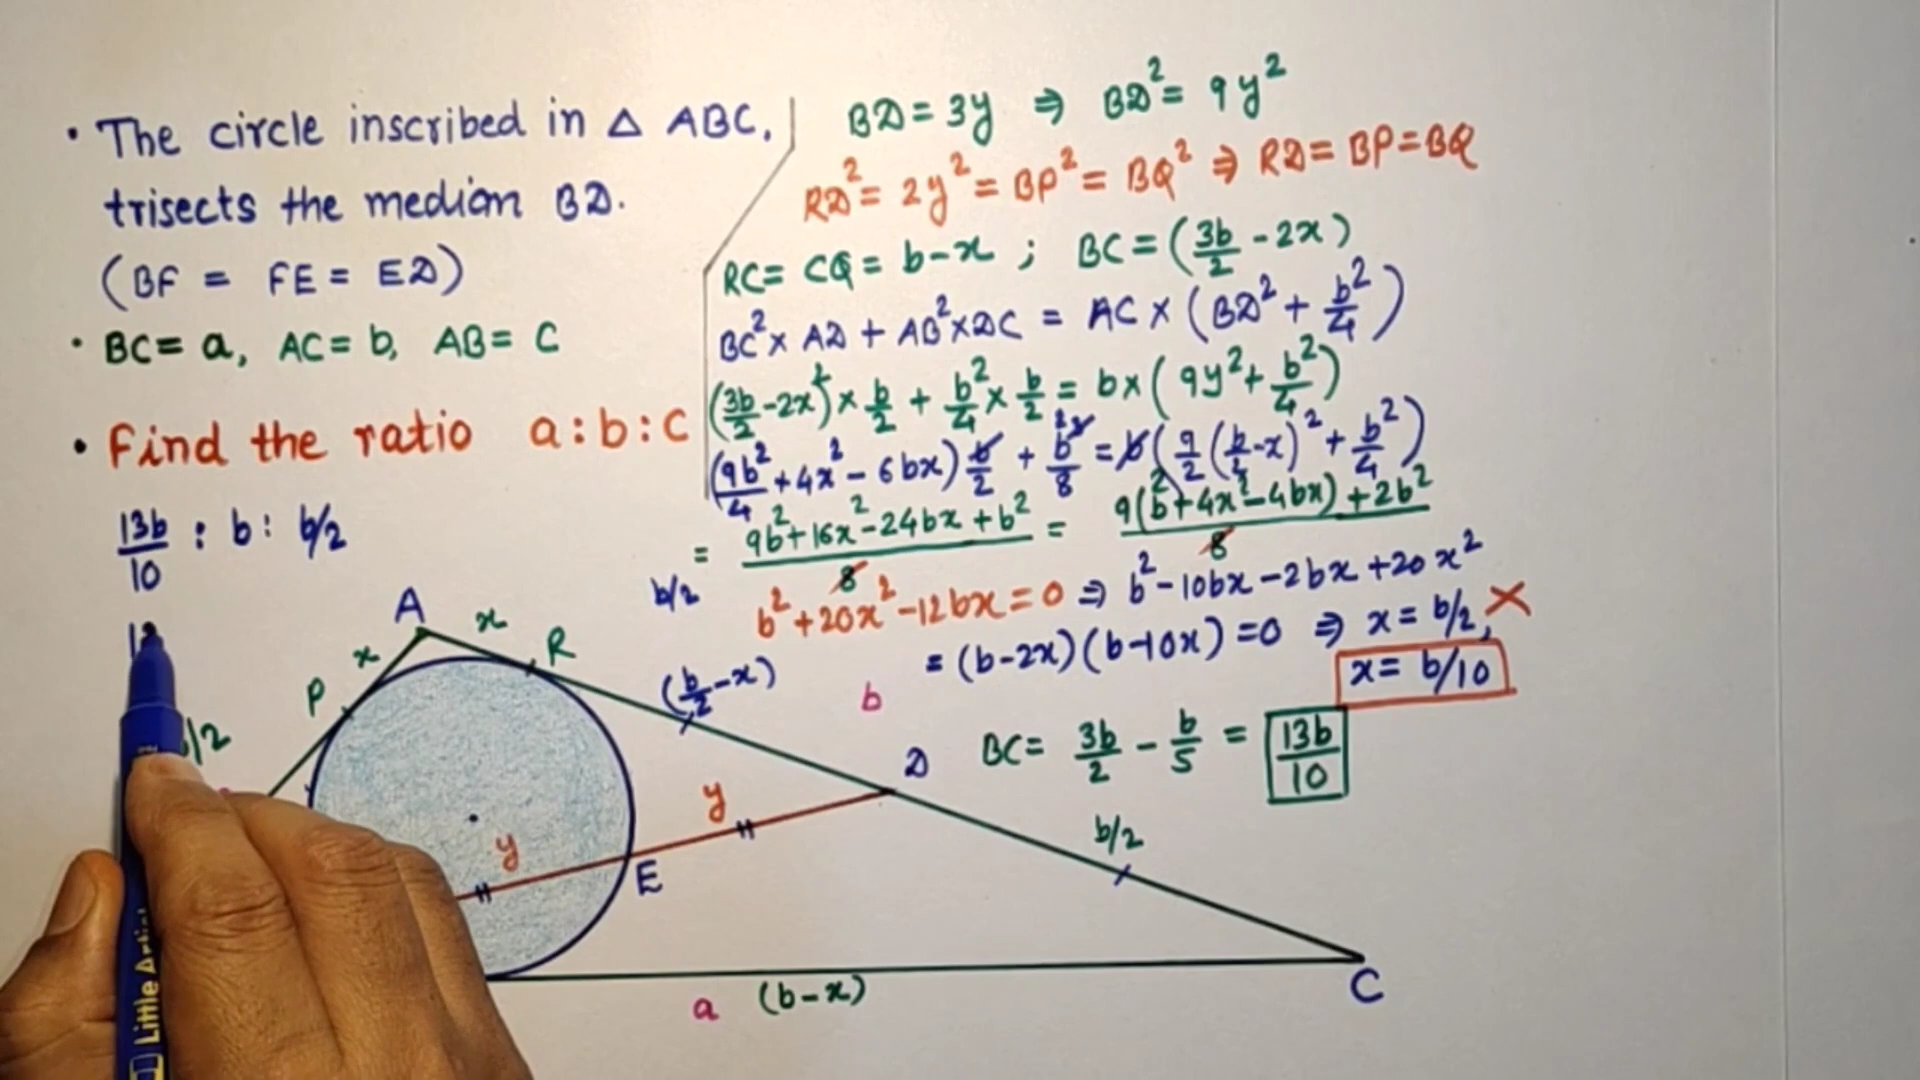 • The circle inscribed in △ ABC,
trisects the median BD.
(BF = FE = ED)
• BC = a, AC = b, AB = C
• Find the ratio a : b : C
13b/10 : b : b/2
BD = 3y ⇒ BD² = 9y²
RD² = 2y² = BP² = BQ² ⇒ RD = BP = BQ
RC = CQ = b-x ; BC = (3b/2 - 2x)
BC² × AD + AB² × DC = AC × (BD² + b²/4)
(3b/2 - 2x)² × b/2 + b²/4 × b/2 = b × (9y² + b²/4)
(9b²/4 + 4x² - 6bx) b/2 + b³/8 = b (9/2 (b/2 - x)² + b²/4)
= (9b² + 16x² - 24bx + b²)/8 = (9(b² + 4x² - 4bx) + 2b²)/8
b² + 20x² - 12bx = 0 ⇒ b² - 10bx - 2bx + 20x²
= (b-2x)(b-10x) = 0 ⇒ x = b/2, ×
x = b/10
BC = 3b/2 - b/5 = 13b/10
b/2
A
x
x
R
P
/2
(b/2 - x)
b
D
y
y
E
b/2
a (b-x)
C
Little